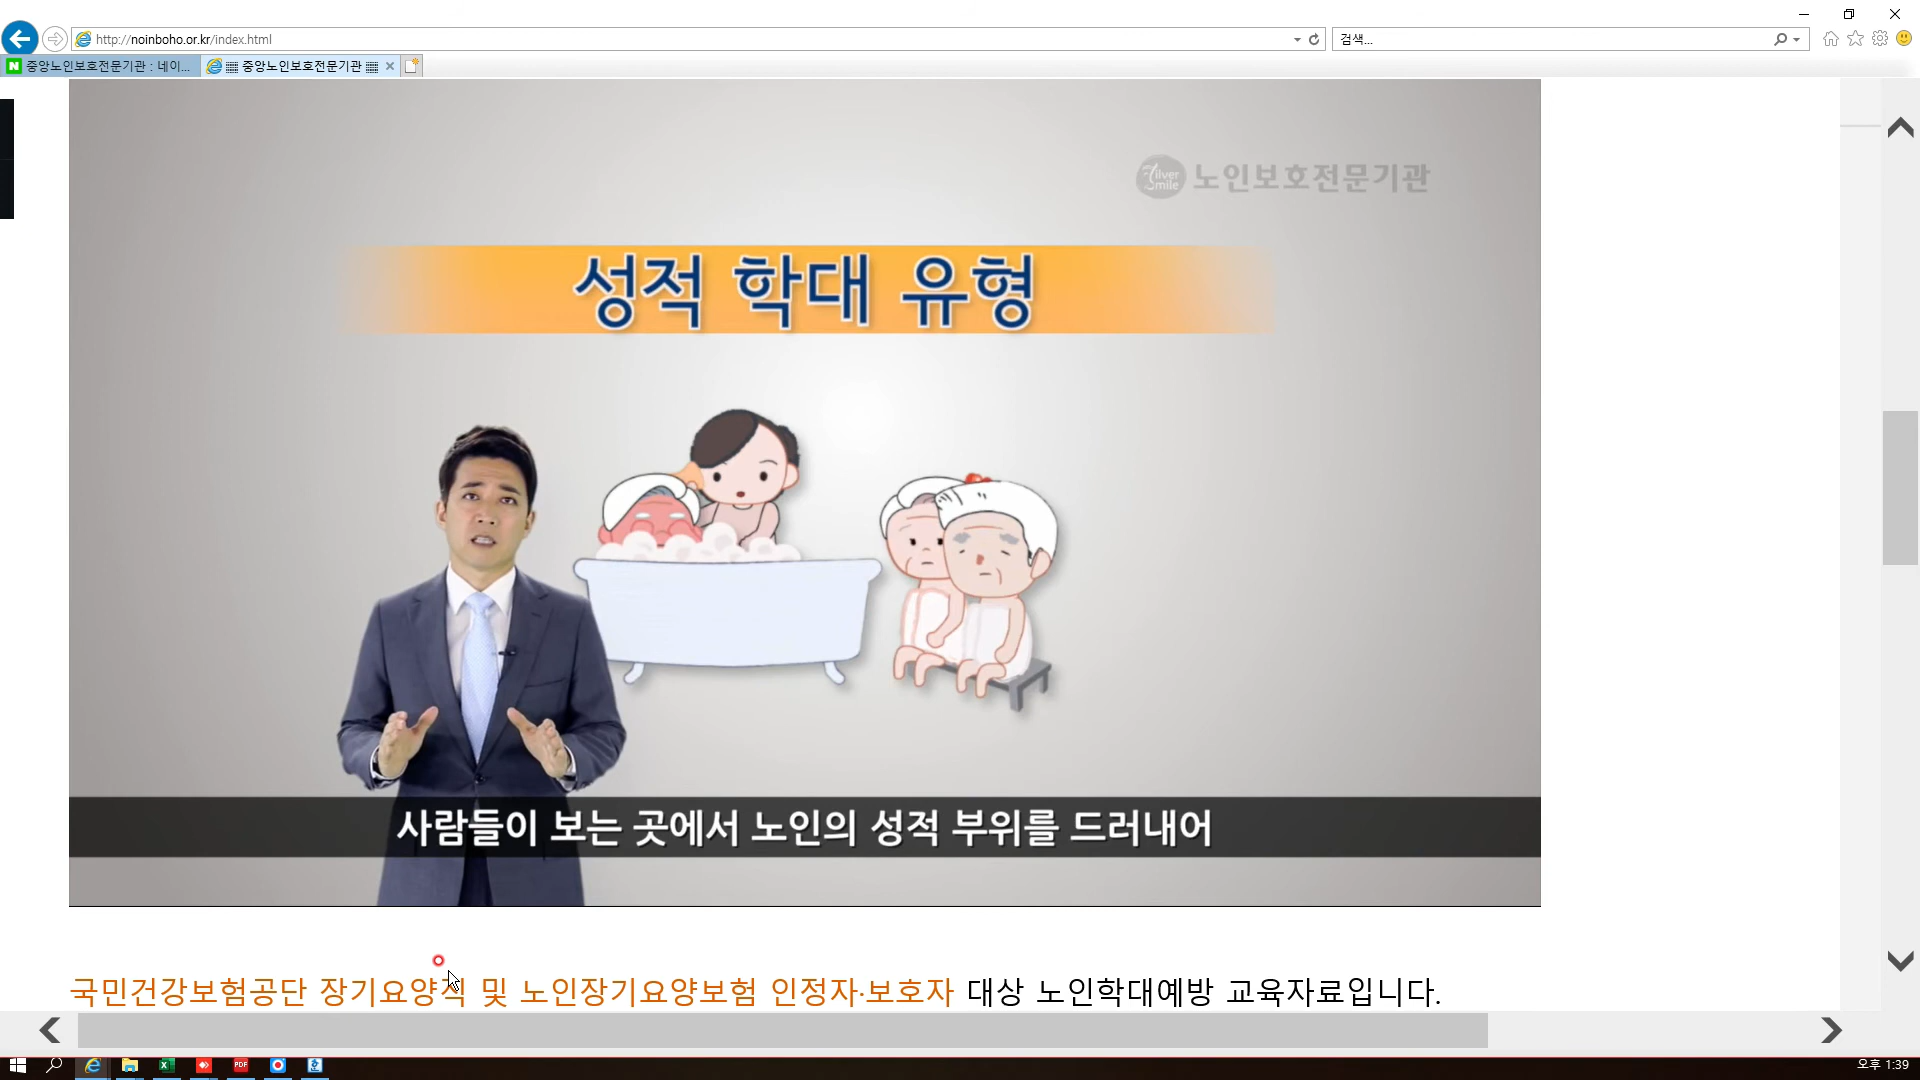 http://noinboho.or.kr/index.html
검색...
중앙노인보호전문기관 : 네이...
중앙노인보호전문기관
Silver Smile 노인보호전문기관
성적 학대 유형
사람들이 보는 곳에서 노인의 성적 부위를 드러내어
국민건강보험공단 장기요양직 및 노인장기요양보험 인정자·보호자 대상 노인학대예방 교육자료입니다.
PDF
오후 1:39